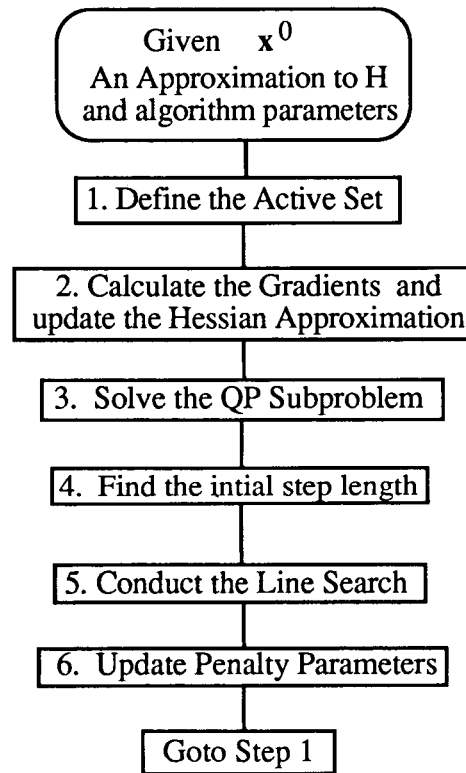 Given x⁰
An Approximation to H
and algorithm parameters
1. Define the Active Set
2. Calculate the Gradients and
update the Hessian Approximation
3. Solve the QP Subproblem
4. Find the intial step length
5. Conduct the Line Search
6. Update Penalty Parameters
Goto Step 1